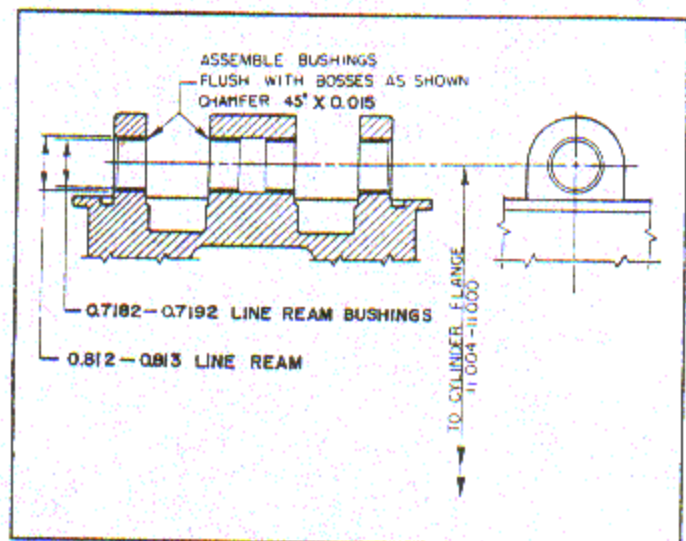 ASSEMBLE BUSHINGS
FLUSH WITH BOSSES AS SHOWN
CHAMFER 45° X 0.015
0.7182–0.7192 LINE REAM BUSHINGS
0.812–0.813 LINE REAM
TO CYLINDER FLANGE
11.004–11.000